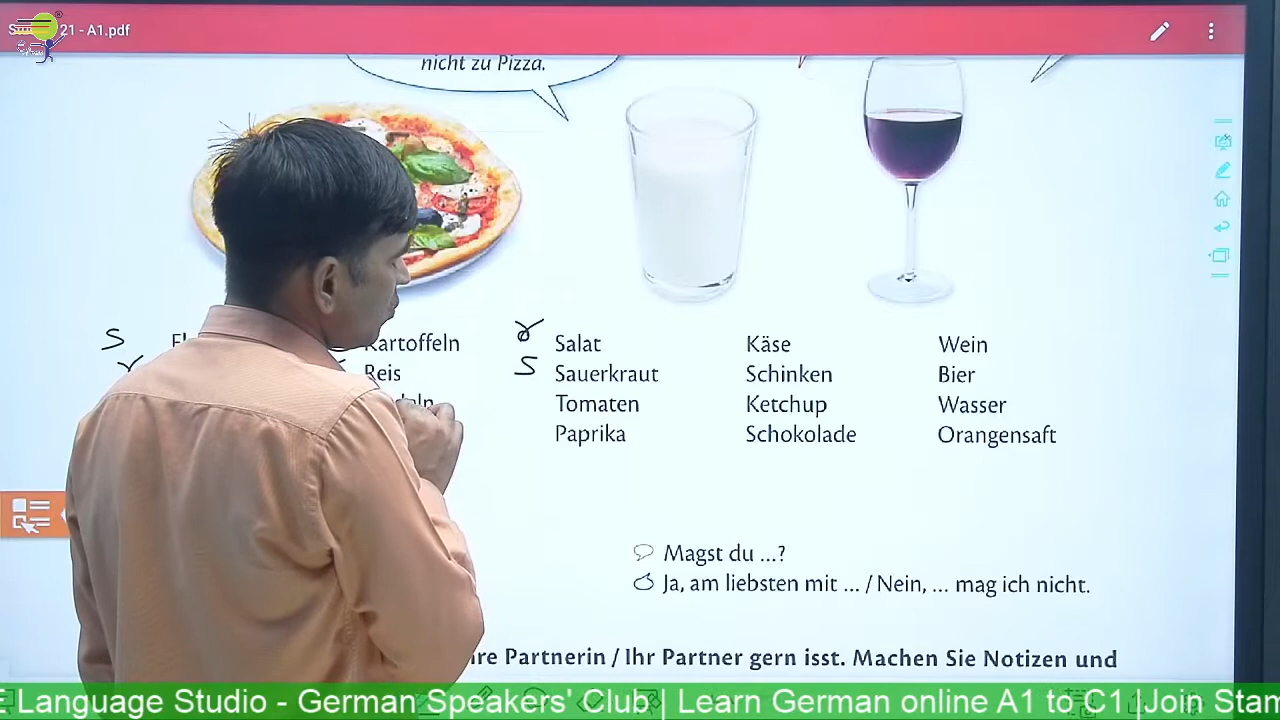 21 - A1.pdf
nicht zu Pizza.
S
Kartoffeln
Salat
Käse
Wein
Reis
S
Sauerkraut
Schinken
Bier
Tomaten
Ketchup
Wasser
Paprika
Schokolade
Orangensaft
Magst du ...?
Ja, am liebsten mit ... / Nein, ... mag ich nicht.
Partnerin / Ihr Partner gern isst. Machen Sie Notizen und
Language Studio - German Speakers' Club | Learn German online A1 to C1 |Join